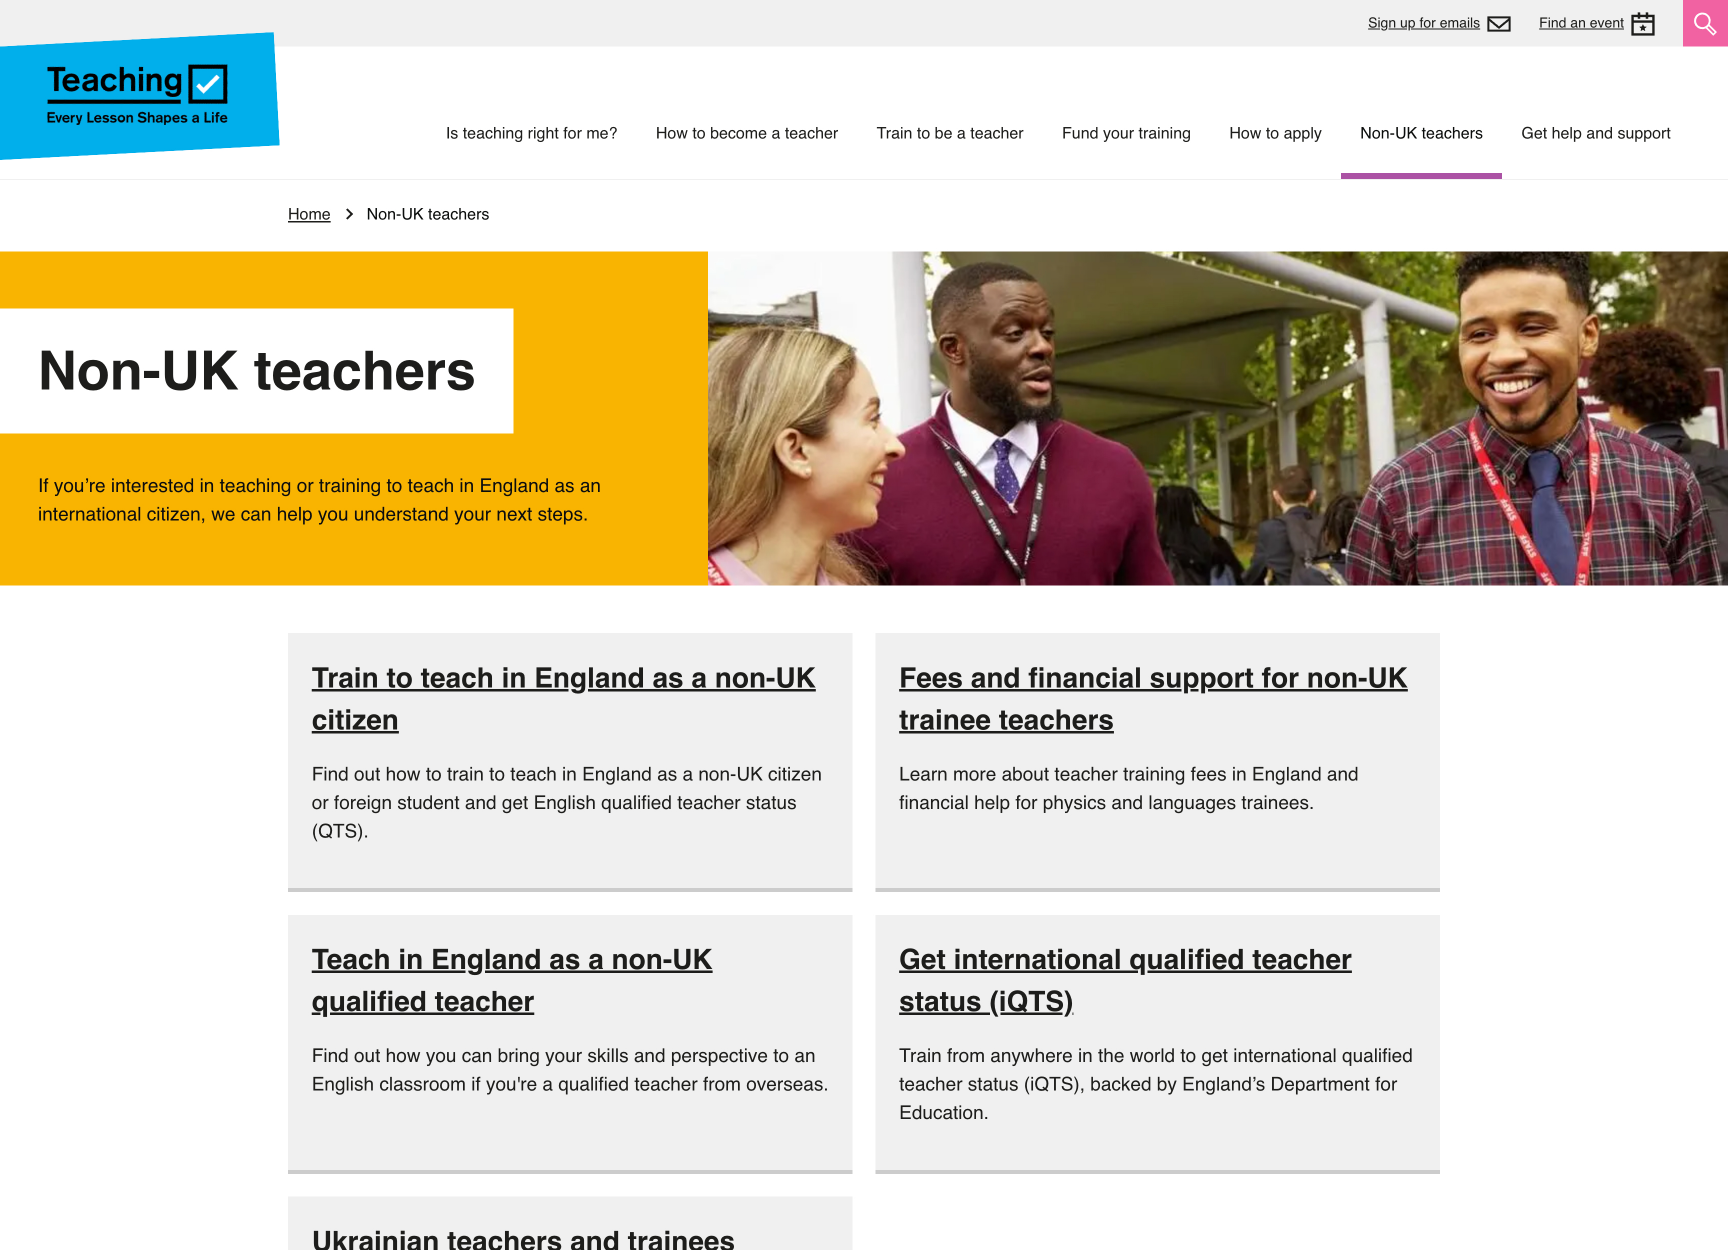 Sign up for emails
Find an event
Teaching
Every Lesson Shapes a Life
Is teaching right for me?
How to become a teacher
Train to be a teacher
Fund your training
How to apply
Non-UK teachers
Get help and support
Home
Non-UK teachers
Non-UK teachers
If you’re interested in teaching or training to teach in England as an
international citizen, we can help you understand your next steps.
STAFF
STAFF
STAFF
STAFF
STAFF
STAFF
STAFF
Train to teach in England as a non-UK
citizen
Find out how to train to teach in England as a non-UK citizen
or foreign student and get English qualified teacher status
(QTS).
Fees and financial support for non-UK
trainee teachers
Learn more about teacher training fees in England and
financial help for physics and languages trainees.
Teach in England as a non-UK
qualified teacher
Find out how you can bring your skills and perspective to an
English classroom if you're a qualified teacher from overseas.
Get international qualified teacher
status (iQTS)
Train from anywhere in the world to get international qualified
teacher status (iQTS), backed by England’s Department for
Education.
Ukrainian teachers and trainees